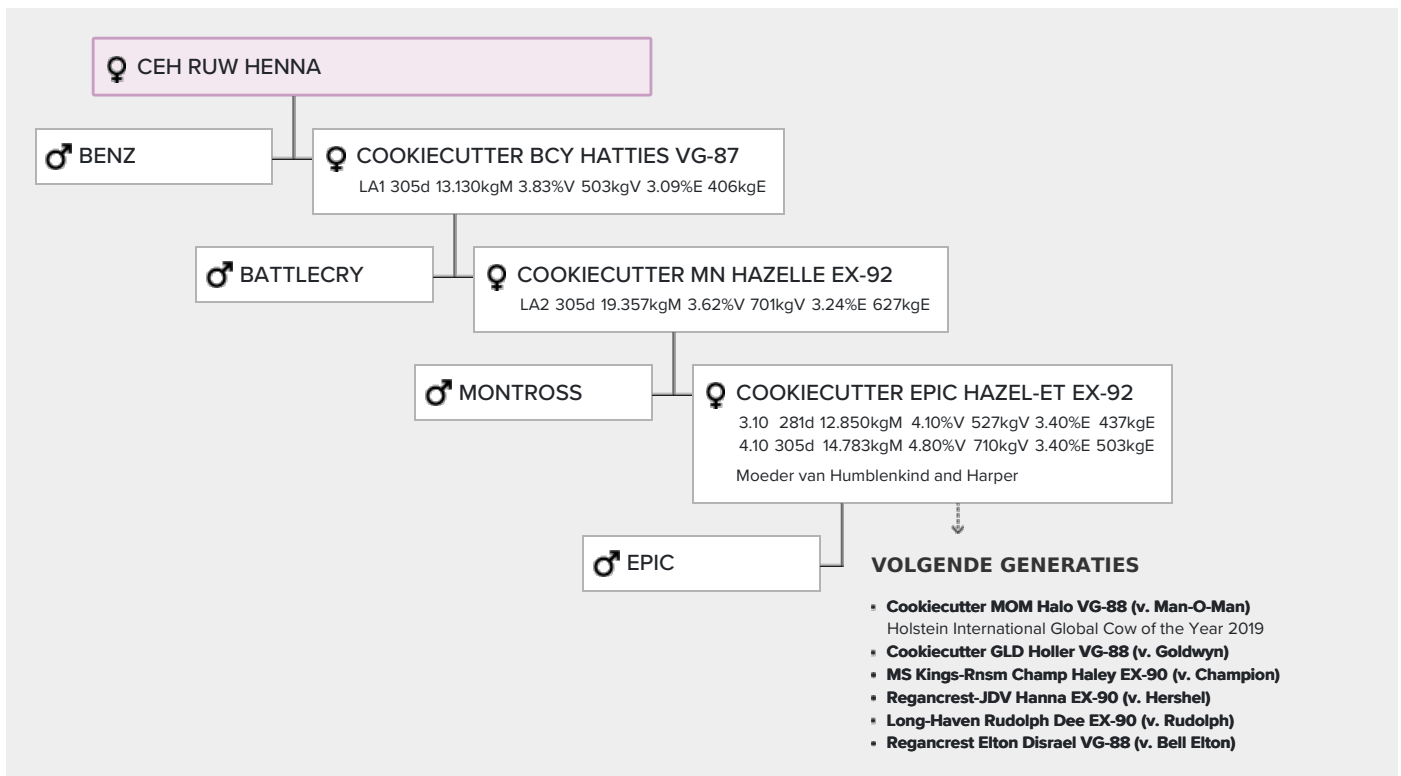 CEH RUW HENNA
BENZ
COOKIECUTTER BCY HATTIES VG-87
LA1 305d 13.130kgM 3.83%V 503kgV 3.09%E 406kgE
BATTLECRY
COOKIECUTTER MN HAZELLE EX-92
LA2 305d 19.357kgM 3.62%V 701kgV 3.24%E 627kgE
MONTROSS
COOKIECUTTER EPIC HAZEL-ET EX-92
3.10 281d 12.850kgM 4.10%V 527kgV 3.40%E 437kgE
4.10 305d 14.783kgM 4.80%V 710kgV 3.40%E 503kgE
Moeder van Humblenkind and Harper
EPIC
VOLGENDE GENERATIES
▪ Cookiecutter MOM Halo VG-88 (v. Man-O-Man)
Holstein International Global Cow of the Year 2019
▪ Cookiecutter GLD Holler VG-88 (v. Goldwyn)
▪ MS Kings-Rnsm Champ Haley EX-90 (v. Champion)
▪ Regancrest-JDV Hanna EX-90 (v. Hershel)
▪ Long-Haven Rudolph Dee EX-90 (v. Rudolph)
▪ Regancrest Elton Disrael VG-88 (v. Bell Elton)